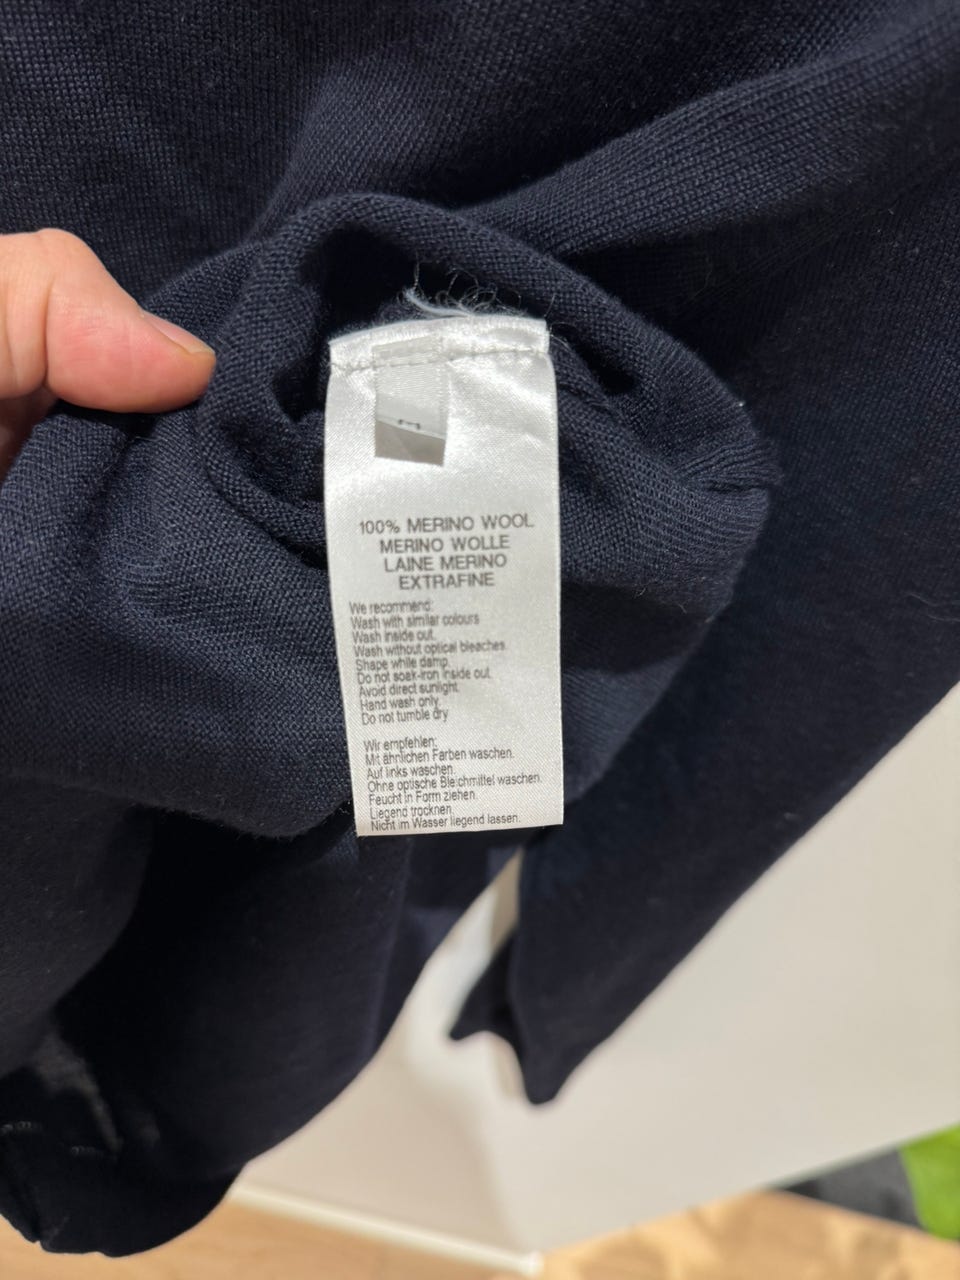 100% MERINO WOOL
MERINO WOLLE
LAINE MERINO
EXTRAFINE
We recommend:
Wash with similar colours
Wash inside out.
Wash without optical bleaches.
Shape while damp.
Do not soak-iron inside out.
Avoid direct sunlight.
Hand wash only.
Do not tumble dry
Wir empfehlen:
Mit ähnlichen Farben waschen.
Auf links waschen.
Ohne optische Bleichmittel waschen.
Feucht in Form ziehen.
Liegend trocknen.
Nicht im Wasser liegend lassen.